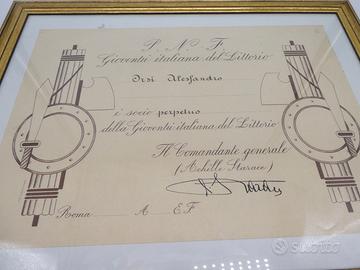 P. N. F.
Gioventù italiana del Littorio
Orsi Alessandro
è socio perpetuo
della Gioventù italiana del Littorio
Il Comandante generale
(Achille Starace)
Roma A E.F.
subito